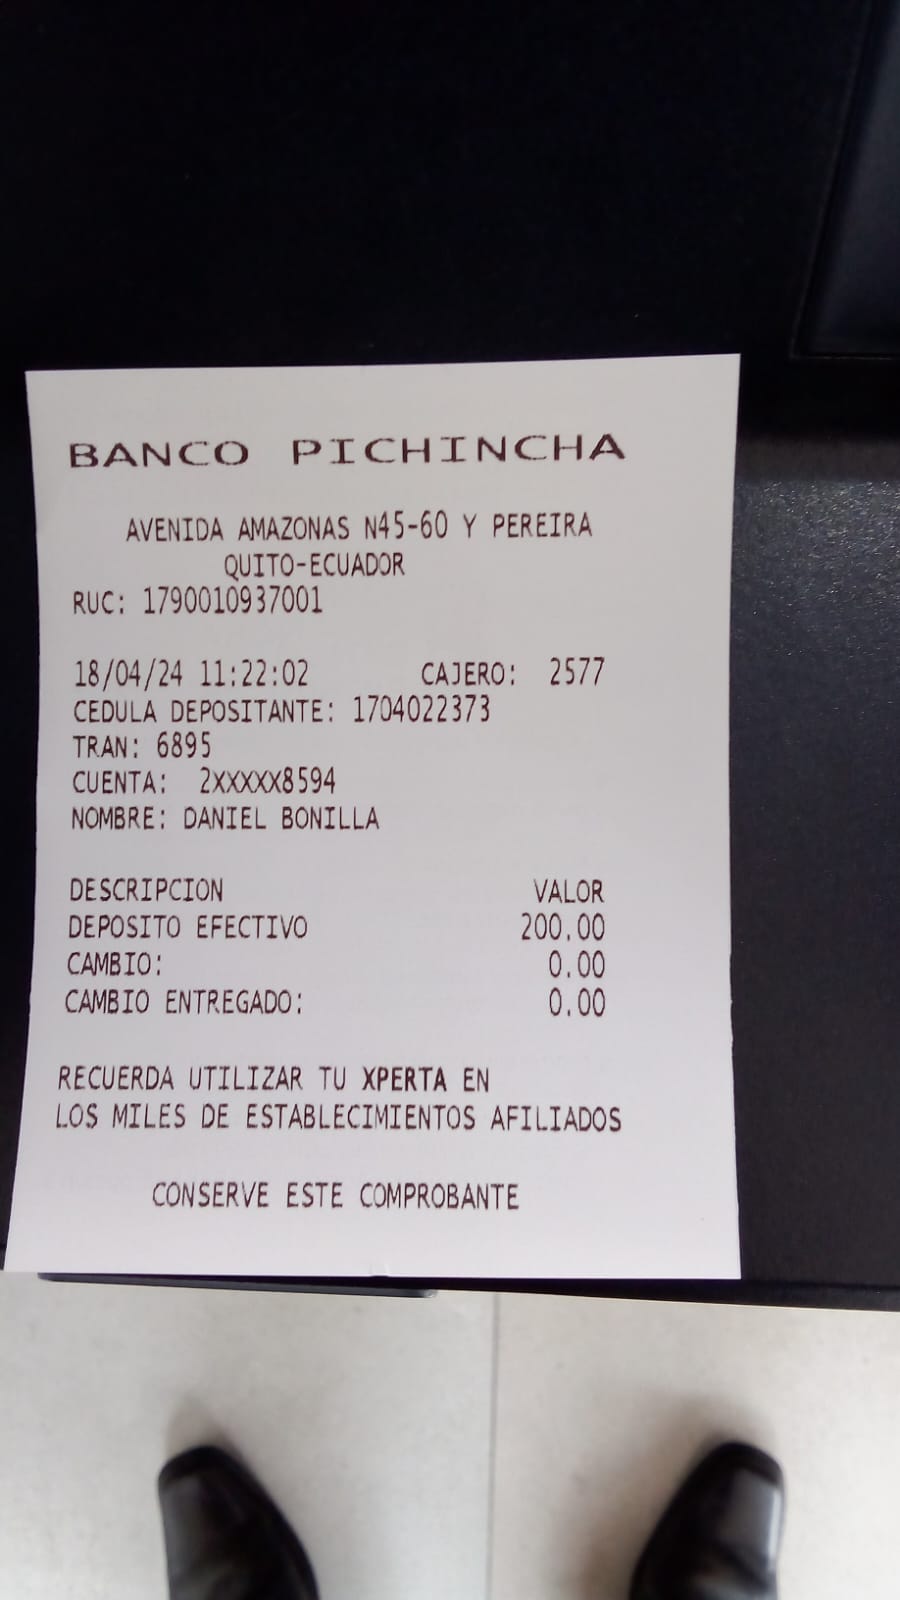 BANCO PICHINCHA
AVENIDA AMAZONAS N45-60 Y PEREIRA
QUITO-ECUADOR
RUC: 1790010937001
18/04/24 11:22:02 CAJERO: 2577
CEDULA DEPOSITANTE: 1704022373
TRAN: 6895
CUENTA: 2XXXXX8594
NOMBRE: DANIEL BONILLA
DESCRIPCION VALOR
DEPOSITO EFECTIVO 200.00
CAMBIO: 0.00
CAMBIO ENTREGADO: 0.00
RECUERDA UTILIZAR TU XPERTA EN
LOS MILES DE ESTABLECIMIENTOS AFILIADOS
CONSERVE ESTE COMPROBANTE